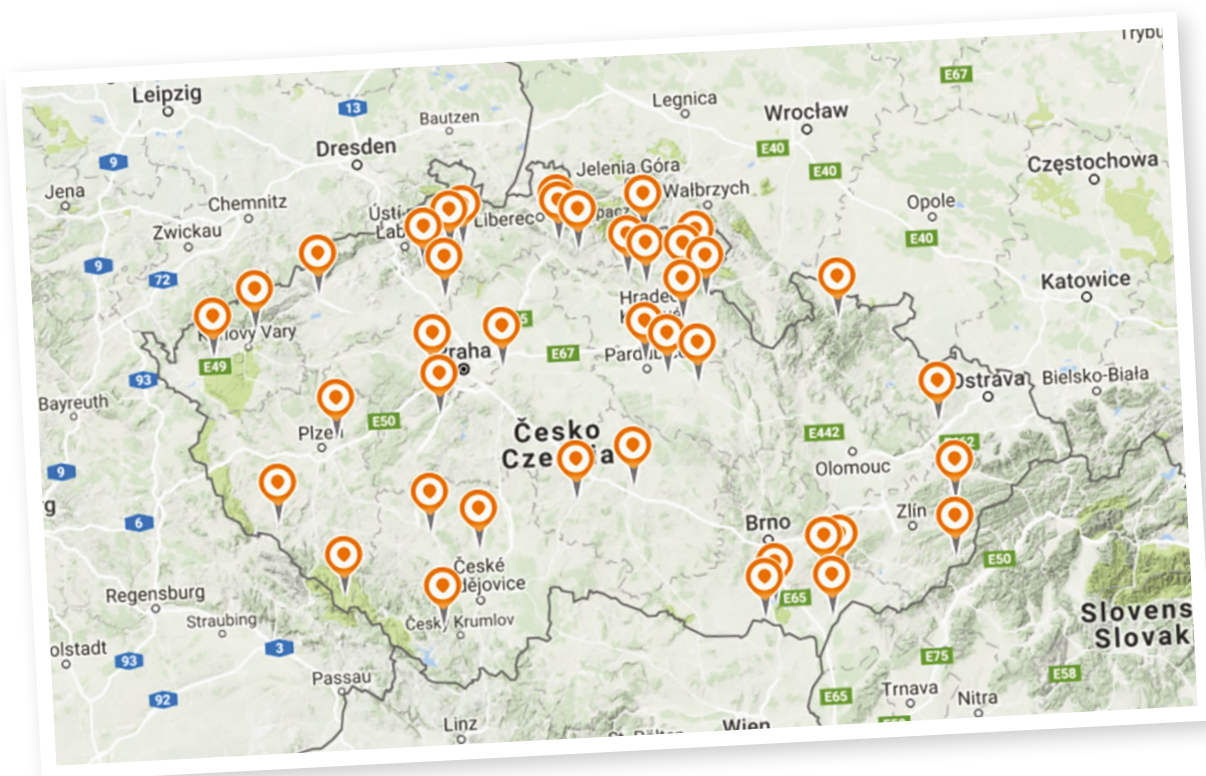 Leipzig
13
Bautzen
Legnica
Wrocław
E67
Dresden
9
E40
E40
Częstochowa
Jelenia Góra
Jena
Chemnitz
Wałbrzych
Opole
Zwickau
Ústí
Liberec
E40
9
72
Katowice
Hradec
Vary
E49
Praha
E67
93
Ostrava
Bielsko-Biała
Bayreuth
E50
Plzeň
Česko
E442
Olomouc
9
Zlín
6
Brno
E50
České
Regensburg
E65
Straubing
Český Krumlov
Slovens
Slovak
3
93
E75
Passau
E58
92
E65
Trnava
Nitra
Linz
Wien